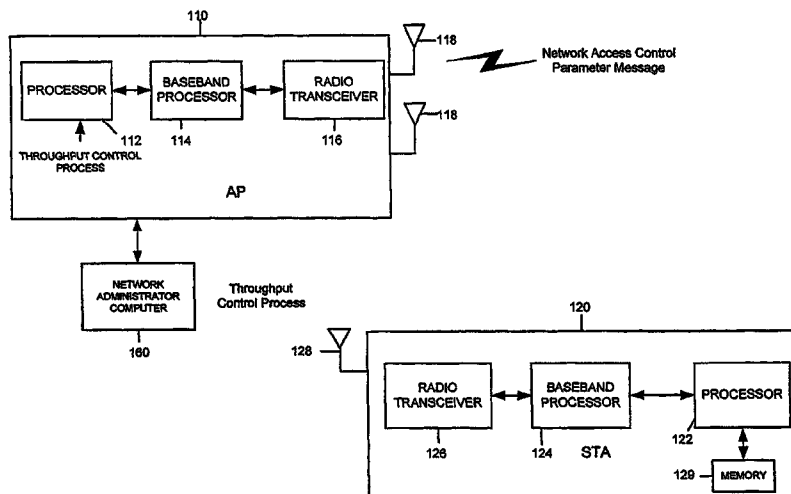 110
118
Network Access Control
Parameter Message
PROCESSOR
BASEBAND
PROCESSOR
RADIO
TRANSCEIVER
118
112
114
116
THROUGHPUT CONTROL
PROCESS
AP
NETWORK
ADMINISTRATOR
COMPUTER
Throughput
Control Process
160
120
128
RADIO
TRANSCEIVER
BASEBAND
PROCESSOR
PROCESSOR
126
124
STA
122
129
MEMORY